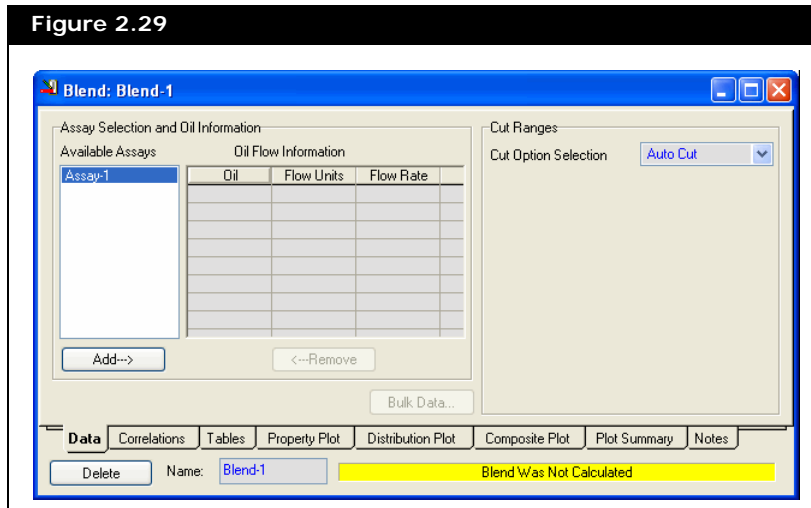 Figure 2.29
Blend: Blend-1
Assay Selection and Oil Information
Available Assays
Oil Flow Information
Assay-1
Oil Flow Units Flow Rate
Add--->
<---Remove
Bulk Data...
Cut Ranges
Cut Option Selection Auto Cut
Data Correlations Tables Property Plot Distribution Plot Composite Plot Plot Summary Notes
Delete Name: Blend-1 Blend Was Not Calculated